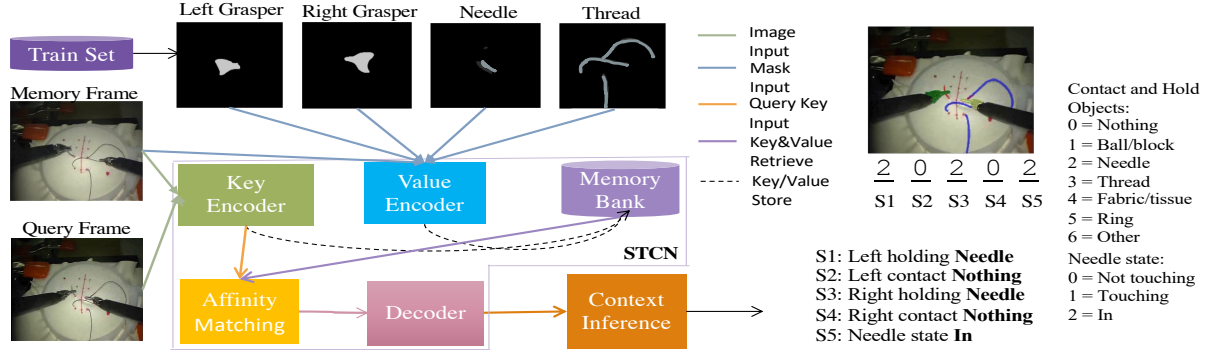 Left Grasper
Right Grasper
Needle
Thread
Train Set
Memory Frame
Query Frame
Key
Encoder
Value
Encoder
Memory
Bank
STCN
Affinity
Matching
Decoder
Context
Inference
Image
Input
Mask
Input
Query Key
Input
Key&Value
Retrieve
Key/Value
Store
2 0 2 0 2
S1 S2 S3 S4 S5
S1: Left holding Needle
S2: Left contact Nothing
S3: Right holding Needle
S4: Right contact Nothing
S5: Needle state In
Contact and Hold
Objects:
0 = Nothing
1 = Ball/block
2 = Needle
3 = Thread
4 = Fabric/tissue
5 = Ring
6 = Other
Needle state:
0 = Not touching
1 = Touching
2 = In